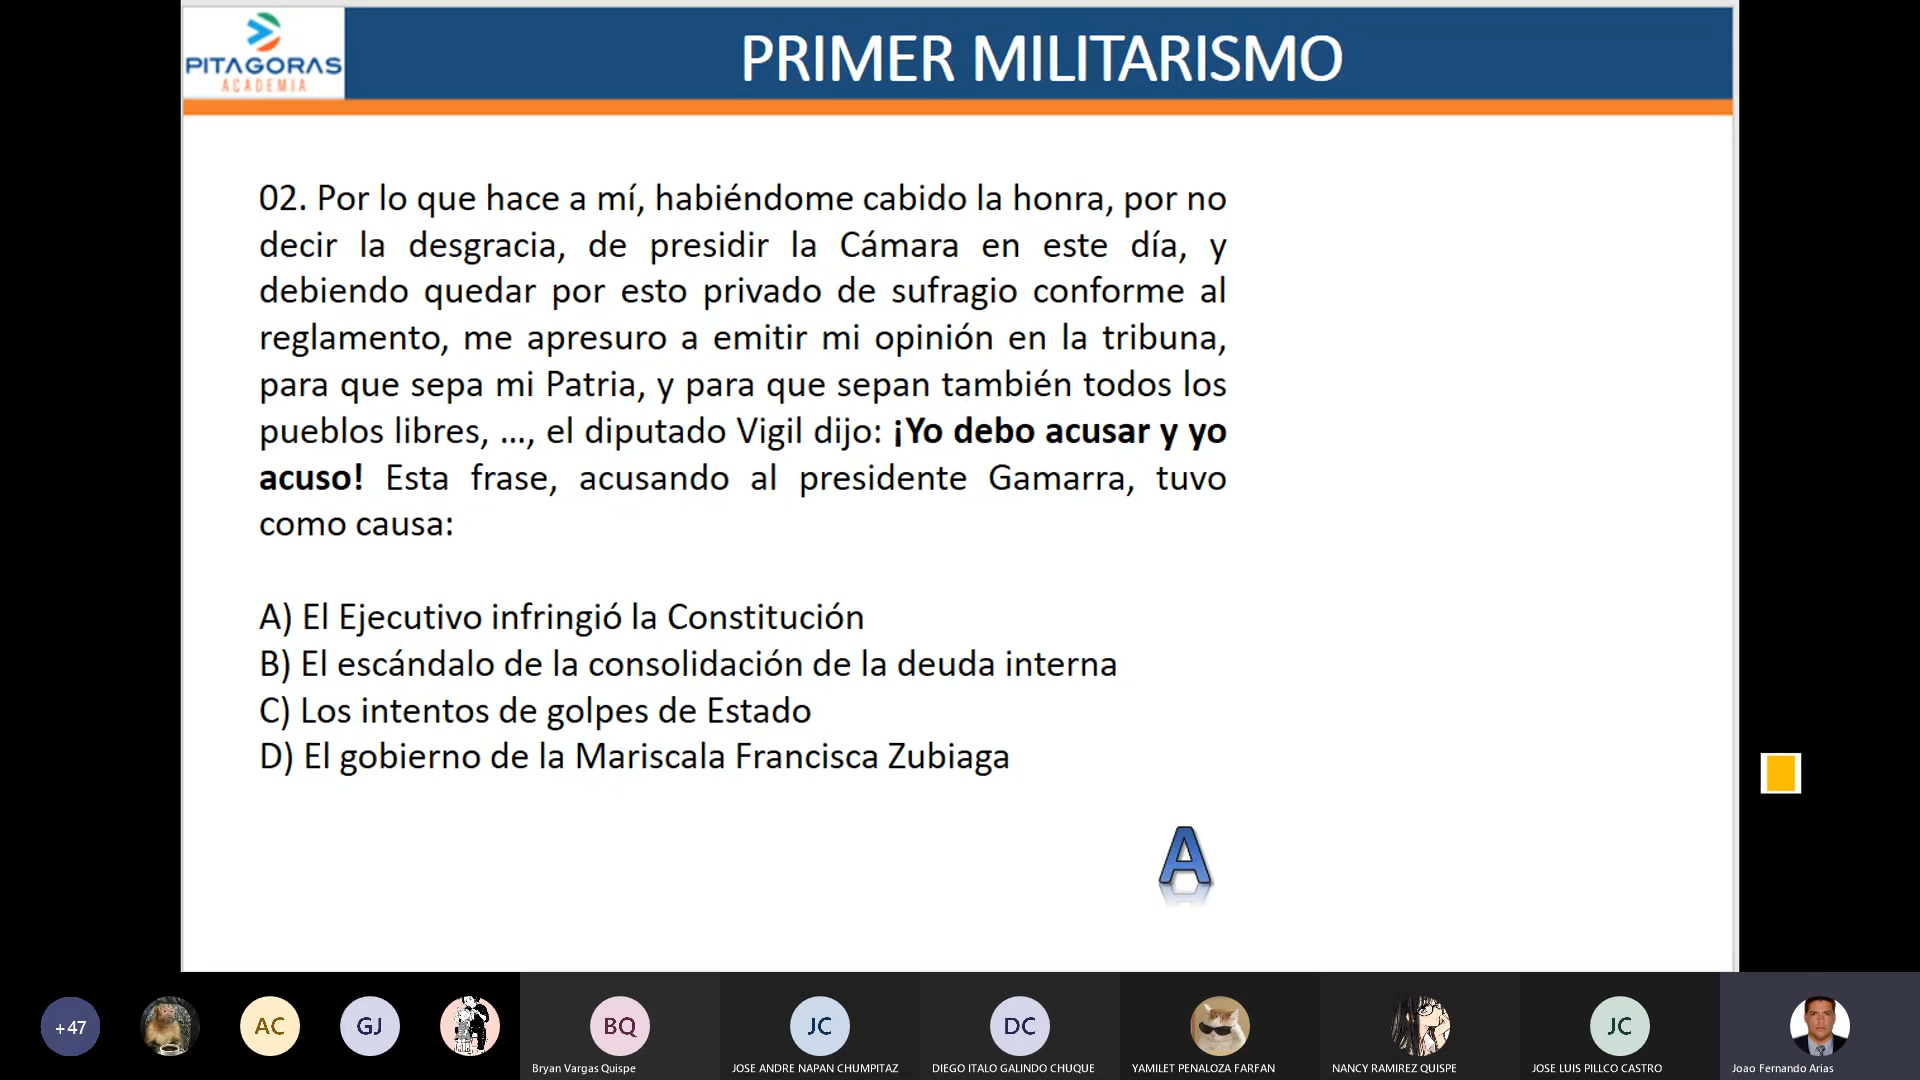 PITAGORAS
ACADEMIA
PRIMER MILITARISMO
02. Por lo que hace a mí, habiéndome cabido la honra, por no
decir la desgracia, de presidir la Cámara en este día, y
debiendo quedar por esto privado de sufragio conforme al
reglamento, me apresuro a emitir mi opinión en la tribuna,
para que sepa mi Patria, y para que sepan también todos los
pueblos libres, ..., el diputado Vigil dijo: ¡Yo debo acusar y yo
acuso! Esta frase, acusando al presidente Gamarra, tuvo
como causa:
A) El Ejecutivo infringió la Constitución
B) El escándalo de la consolidación de la deuda interna
C) Los intentos de golpes de Estado
D) El gobierno de la Mariscala Francisca Zubiaga
A
+47
AC
GJ
BQ
JC
DC
JC
Bryan Vargas Quispe
JOSE ANDRE NAPAN CHUMPITAZ
DIEGO ITALO GALINDO CHUQUE
YAMILET PENALOZA FARFAN
NANCY RAMIREZ QUISPE
JOSE LUIS PILLCO CASTRO
Joao Fernando Arias